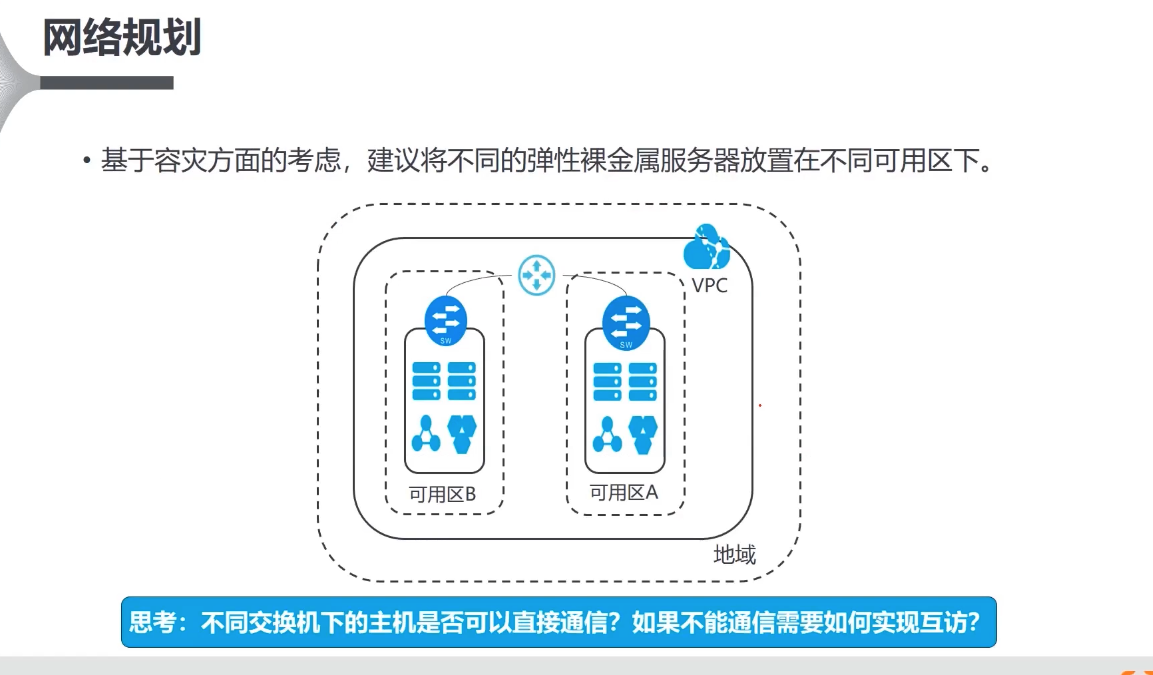 网络规划
• 基于容灾方面的考虑，建议将不同的弹性裸金属服务器放置在不同可用区下。
VPC
SW
SW
可用区B
可用区A
地域
思考：不同交换机下的主机是否可以直接通信？如果不能通信需要如何实现互访？